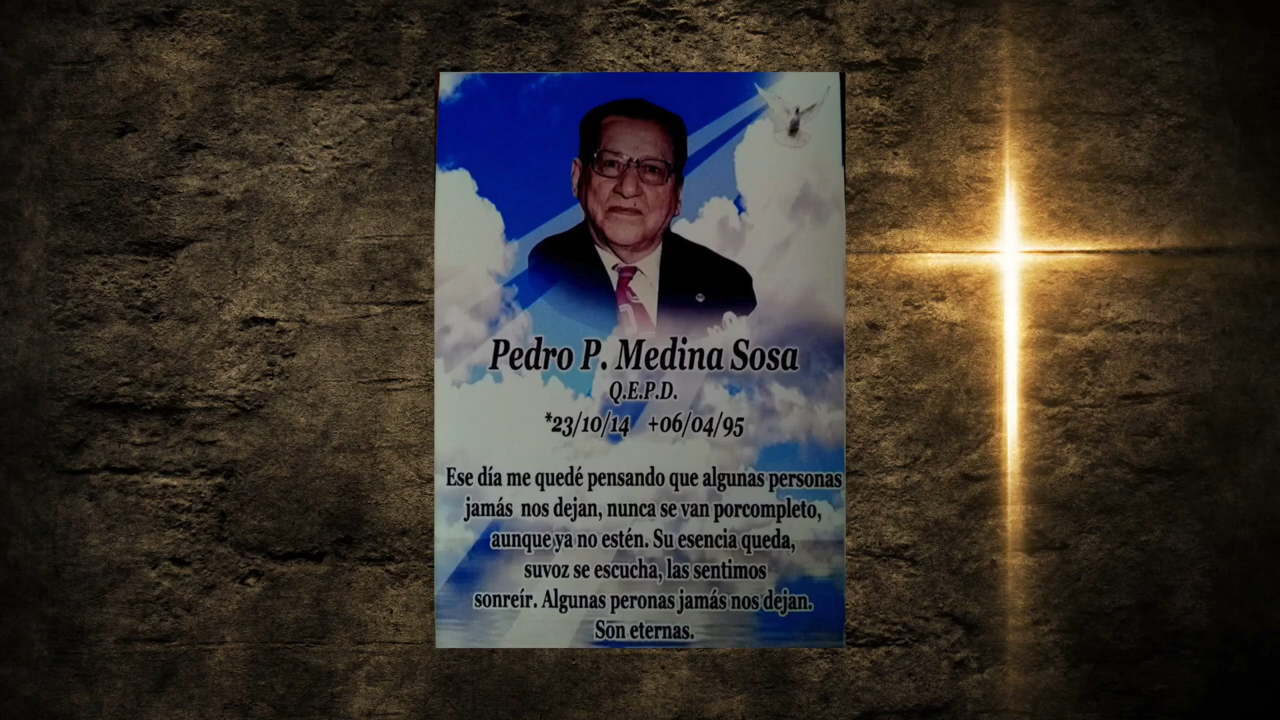 Pedro P. Medina Sosa
Q.E.P.D.
*23/10/14 +06/04/95
Ese día me quedé pensando que algunas personas
jamás nos dejan, nunca se van porcompleto,
aunque ya no estén. Su esencia queda,
suvoz se escucha, las sentimos
sonreír. Algunas peronas jamás nos dejan.
Son eternas.